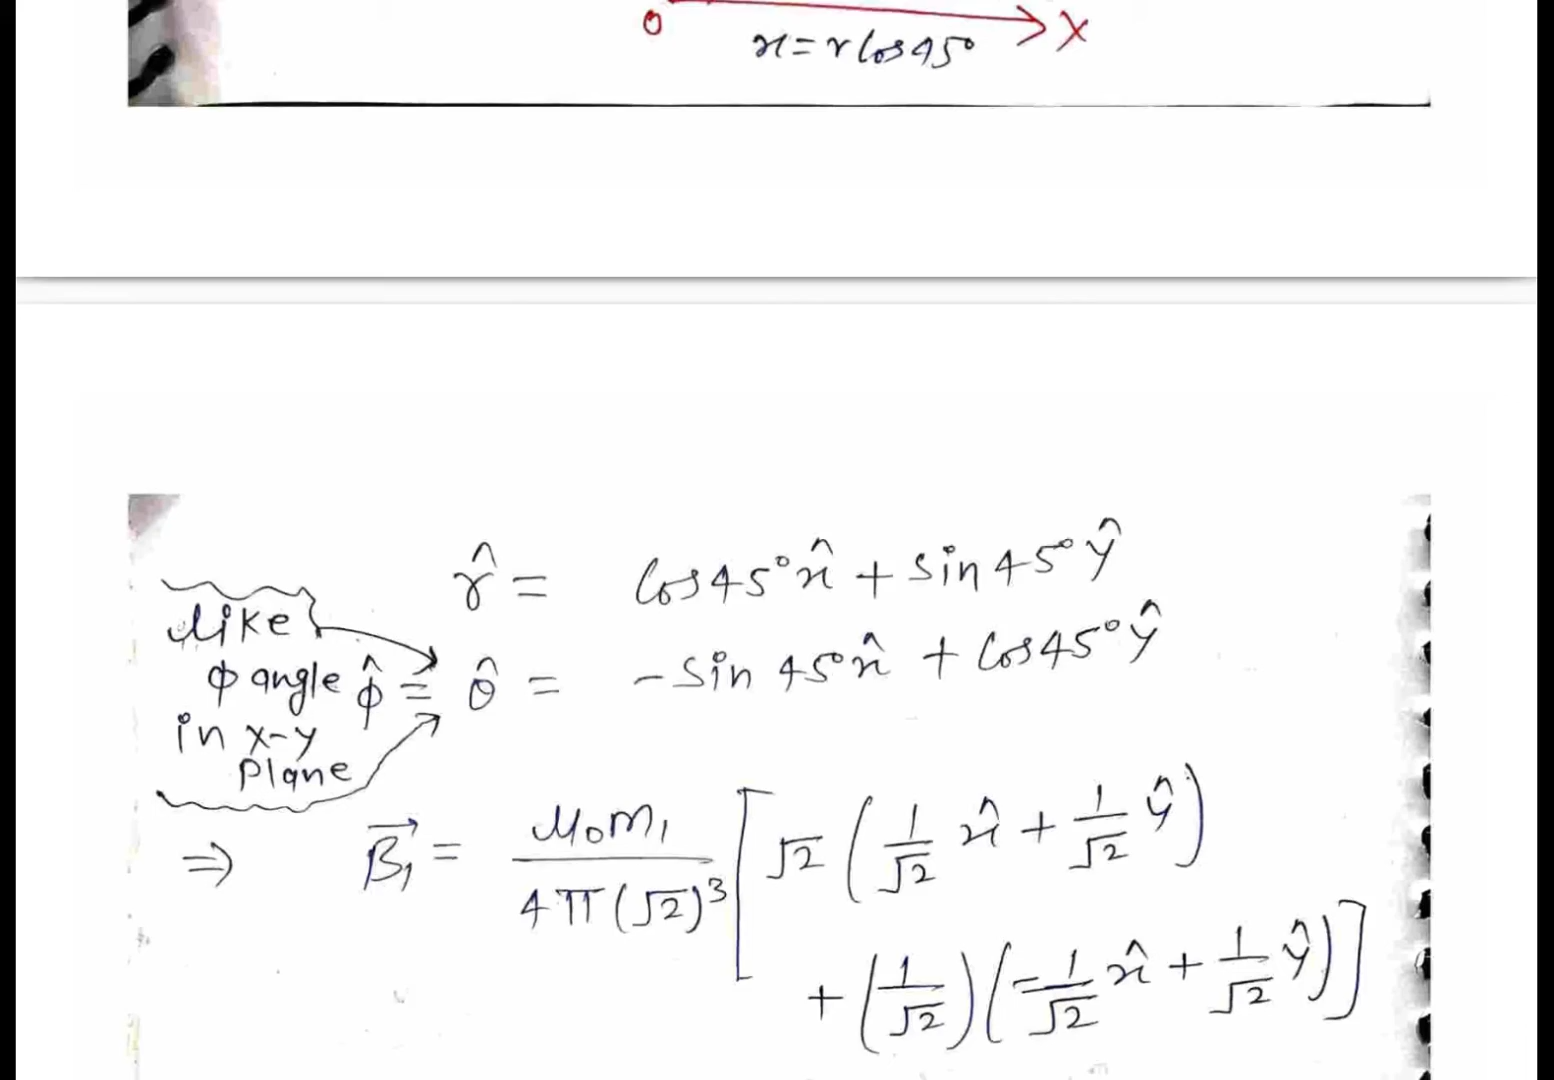 O
X
x = r cos 45°
r̂ = cos 45° x̂ + sin 45° ŷ
like
φ angle φ̂ ≡ θ̂ = - sin 45° x̂ + cos 45° ŷ
in x-y
plane
⇒ B⃗₁ = μ₀m₁ / 4π(√2)³ [ √2 ( 1/√2 x̂ + 1/√2 ŷ )
+ ( 1/√2 ) ( - 1/√2 x̂ + 1/√2 ŷ ) ]